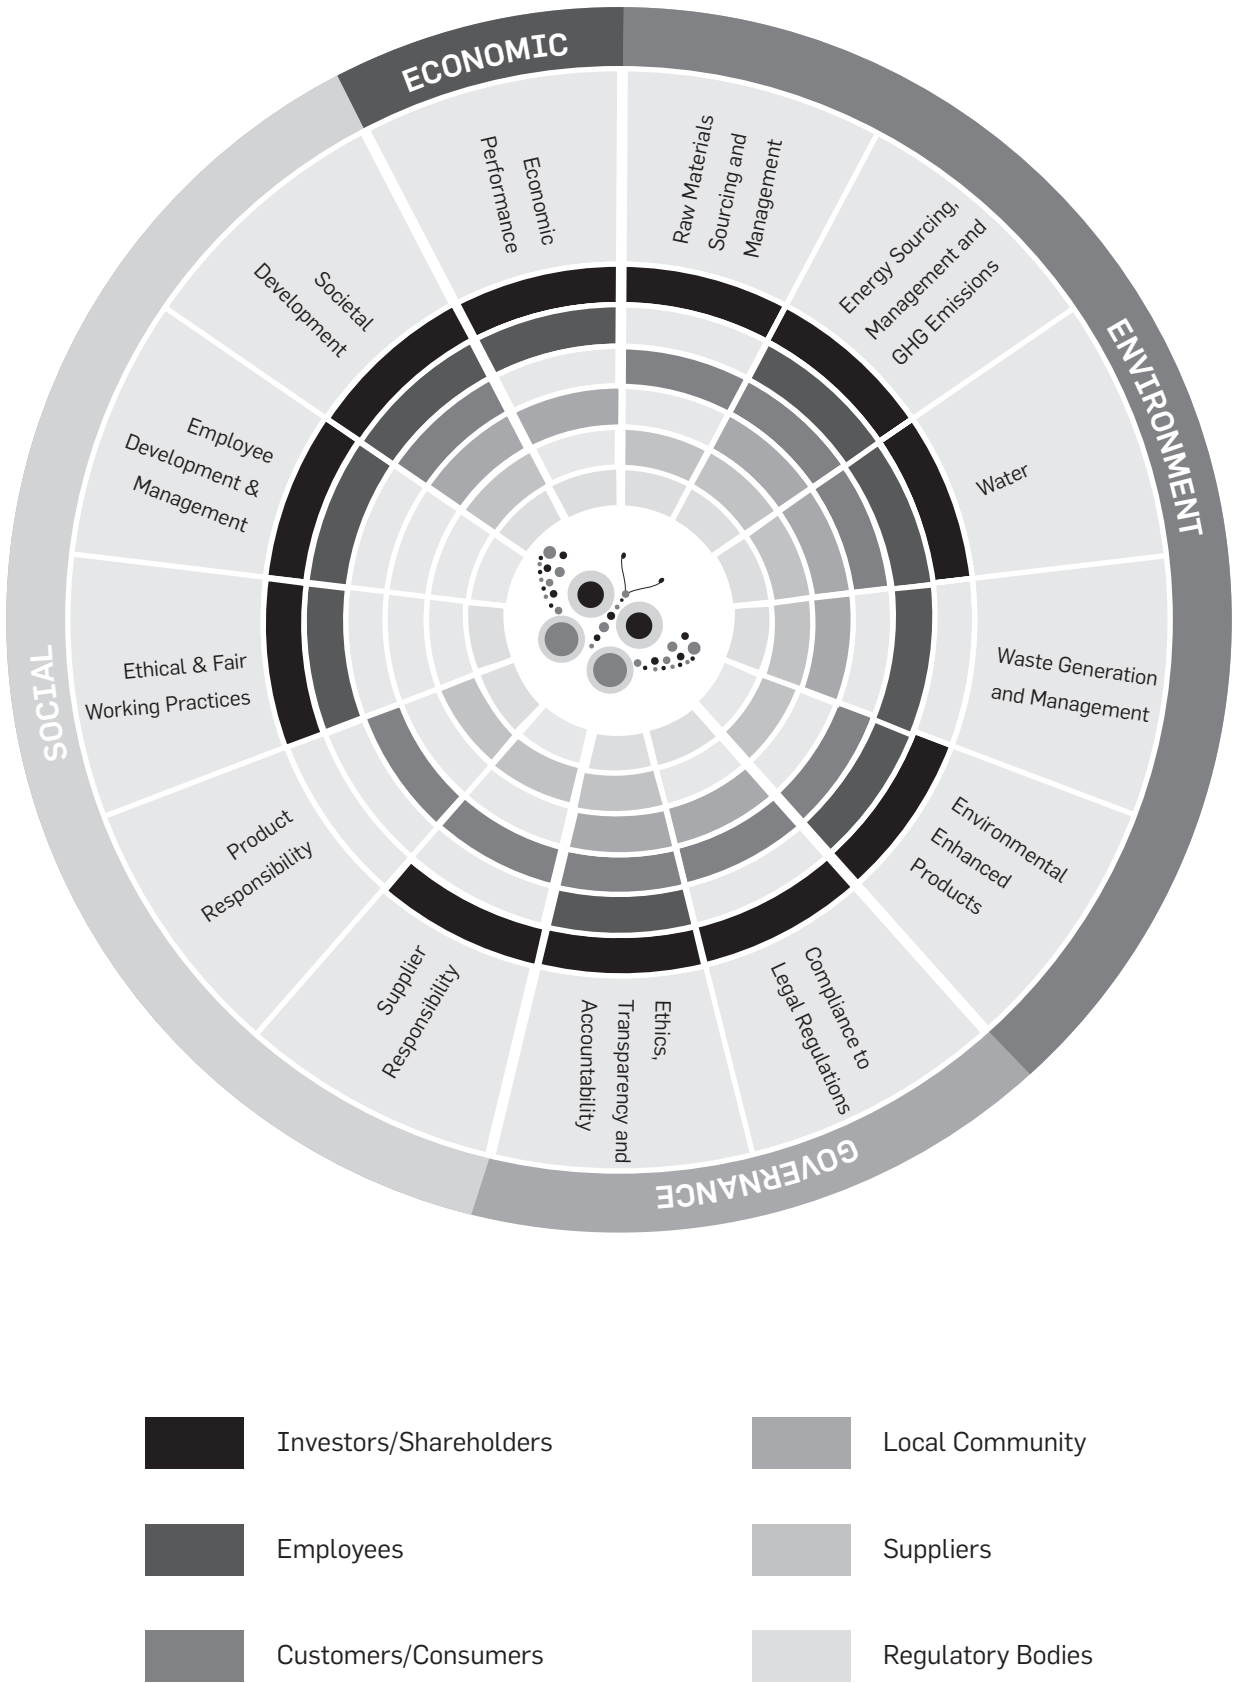 ECONOMIC
ENVIRONMENT
GOVERNANCE
SOCIAL
Economic
Performance
Raw Materials
Sourcing and
Management
Energy Sourcing,
Management and
GHG Emissions
Water
Waste Generation
and Management
Environmental
Enhanced
Products
Compliance to
Legal Regulations
Ethics,
Transparency and
Accountability
Supplier
Responsibility
Product
Responsibility
Ethical & Fair
Working Practices
Employee
Development &
Management
Societal
Development
Investors/Shareholders
Employees
Customers/Consumers
Local Community
Suppliers
Regulatory Bodies